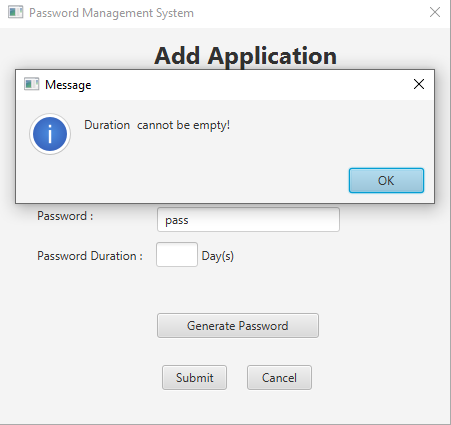 Password Management System
Add Application
Message
Duration  cannot be empty!
OK
Password :
pass
Password Duration :
Day(s)
Generate Password
Submit
Cancel